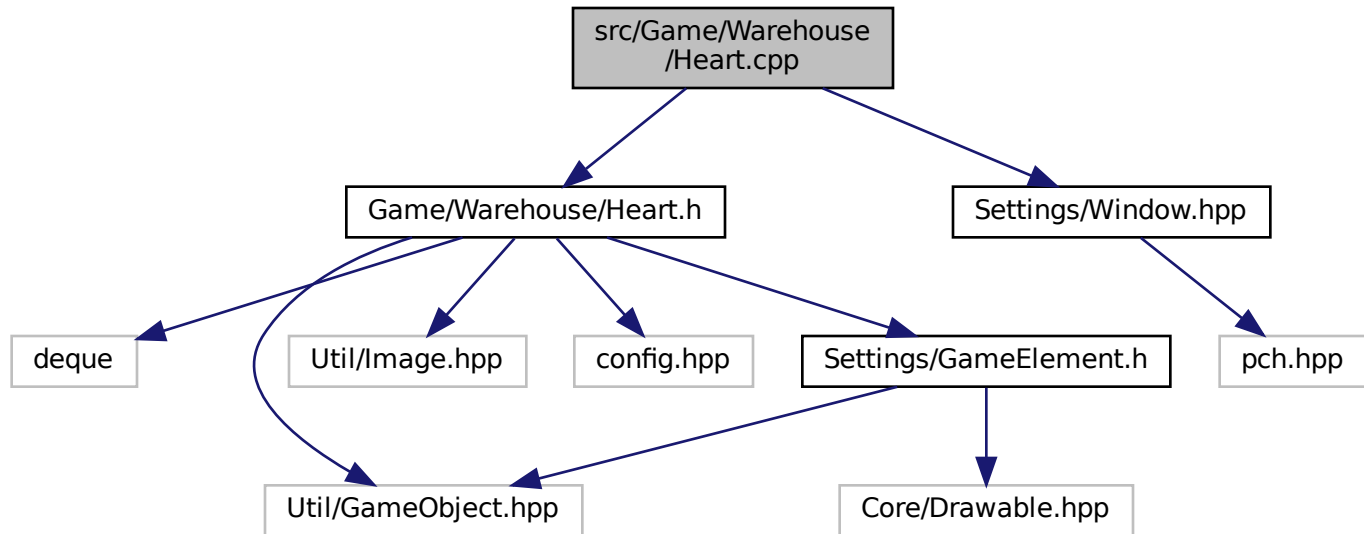 src/Game/Warehouse
/Heart.cpp
Game/Warehouse/Heart.h
Settings/Window.hpp
deque
Util/Image.hpp
config.hpp
Settings/GameElement.h
pch.hpp
Util/GameObject.hpp
Core/Drawable.hpp